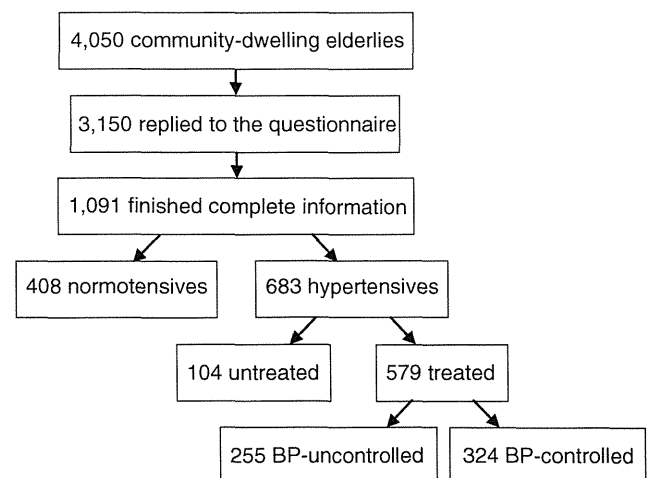 4,050 community-dwelling elderlies
3,150 replied to the questionnaire
1,091 finished complete information
408 normotensives
683 hypertensives
104 untreated
579 treated
255 BP-uncontrolled
324 BP-controlled